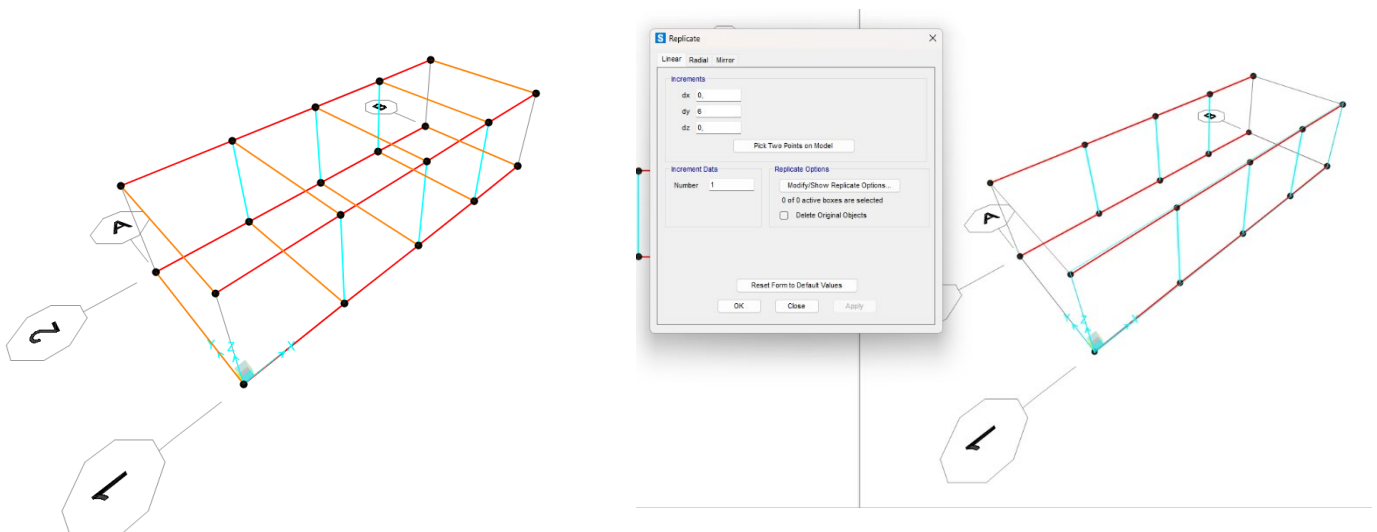 A
B
2
Y
Z
X
1
S Replicate
Linear Radial Mirror
Increments
dx 0,
dy 6
dz 0,
Pick Two Points on Model
Increment Data
Number 1
Replicate Options
Modify/Show Replicate Options...
0 of 0 active boxes are selected
Delete Original Objects
Reset Form to Default Values
OK Close Apply
A
Y
Z
X
1